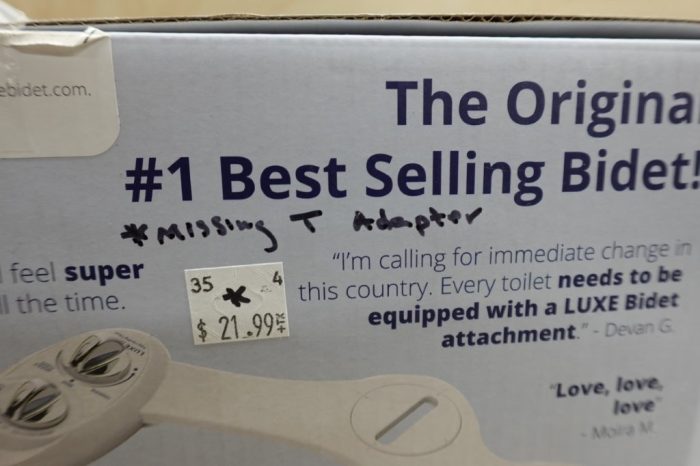 ebidet.com.
The Origina
#1 Best Selling Bidet!
*Missing T Adapter
feel super
ll the time.
35 * 4
$ 21.99
"I'm calling for immediate change in
this country. Every toilet needs to be
equipped with a LUXE Bidet
attachment." - Devan G.
"Love, love,
love"
- Moira M.
LUXE